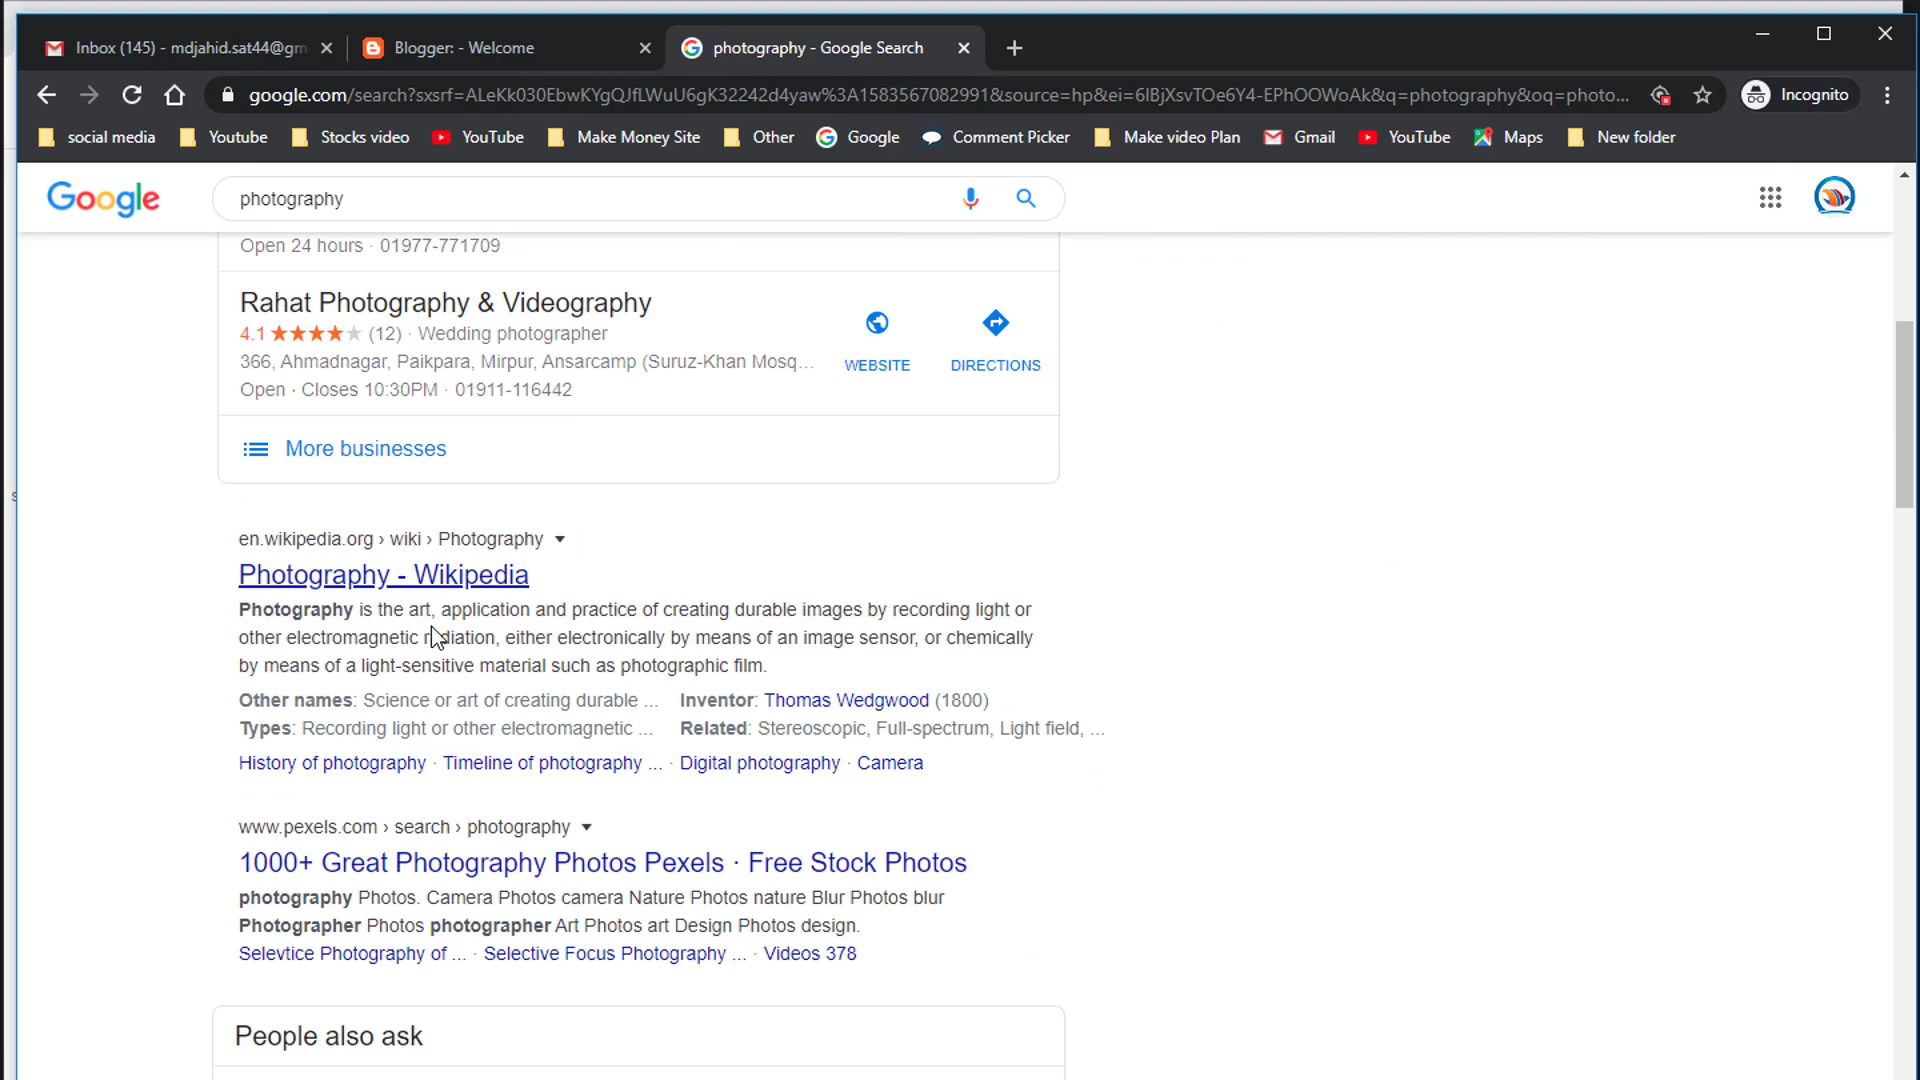 Inbox (145) - mdjahid.sat44@gm
Blogger: - Welcome
photography - Google Search
google.com/search?sxsrf=ALeKk030EbwKYgQJfLWuU6gK32242d4yaw%3A1583567082991&source=hp&ei=6lBjXsvTOe6Y4-EPhOOWoAk&q=photography&oq=photo...
Incognito
social media
Youtube
Stocks video
YouTube
Make Money Site
Other
Google
Comment Picker
Make video Plan
Gmail
YouTube
Maps
New folder
Google
photography
Open 24 hours · 01977-771709
Rahat Photography & Videography
4.1 (12) · Wedding photographer
366, Ahmadnagar, Paikpara, Mirpur, Ansarcamp (Suruz-Khan Mosq...
Open · Closes 10:30PM · 01911-116442
WEBSITE
DIRECTIONS
More businesses
en.wikipedia.org › wiki › Photography
Photography - Wikipedia
Photography is the art, application and practice of creating durable images by recording light or
other electromagnetic radiation, either electronically by means of an image sensor, or chemically
by means of a light-sensitive material such as photographic film.
Other names: Science or art of creating durable ...
Inventor: Thomas Wedgwood (1800)
Types: Recording light or other electromagnetic ...
Related: Stereoscopic, Full-spectrum, Light field, ...
History of photography · Timeline of photography ... · Digital photography · Camera
www.pexels.com › search › photography
1000+ Great Photography Photos Pexels · Free Stock Photos
photography Photos. Camera Photos camera Nature Photos nature Blur Photos blur
Photographer Photos photographer Art Photos art Design Photos design.
Selevtice Photography of ... · Selective Focus Photography ... · Videos 378
People also ask